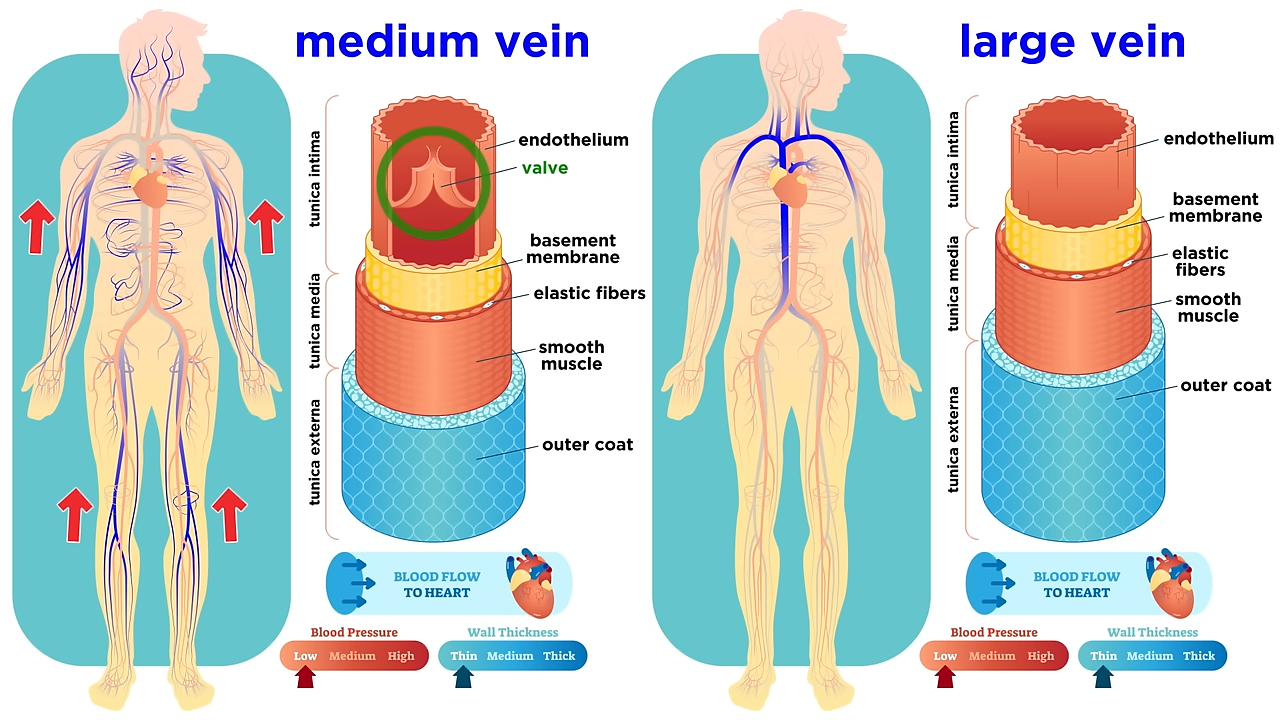 medium vein
tunica intima
tunica media
tunica externa
endothelium
valve
basement
membrane
elastic fibers
smooth
muscle
outer coat
BLOOD FLOW
TO HEART
Blood Pressure
Low Medium High
Wall Thickness
Thin Medium Thick
large vein
tunica intima
tunica media
tunica externa
endothelium
basement
membrane
elastic
fibers
smooth
muscle
outer coat
BLOOD FLOW
TO HEART
Blood Pressure
Low Medium High
Wall Thickness
Thin Medium Thick